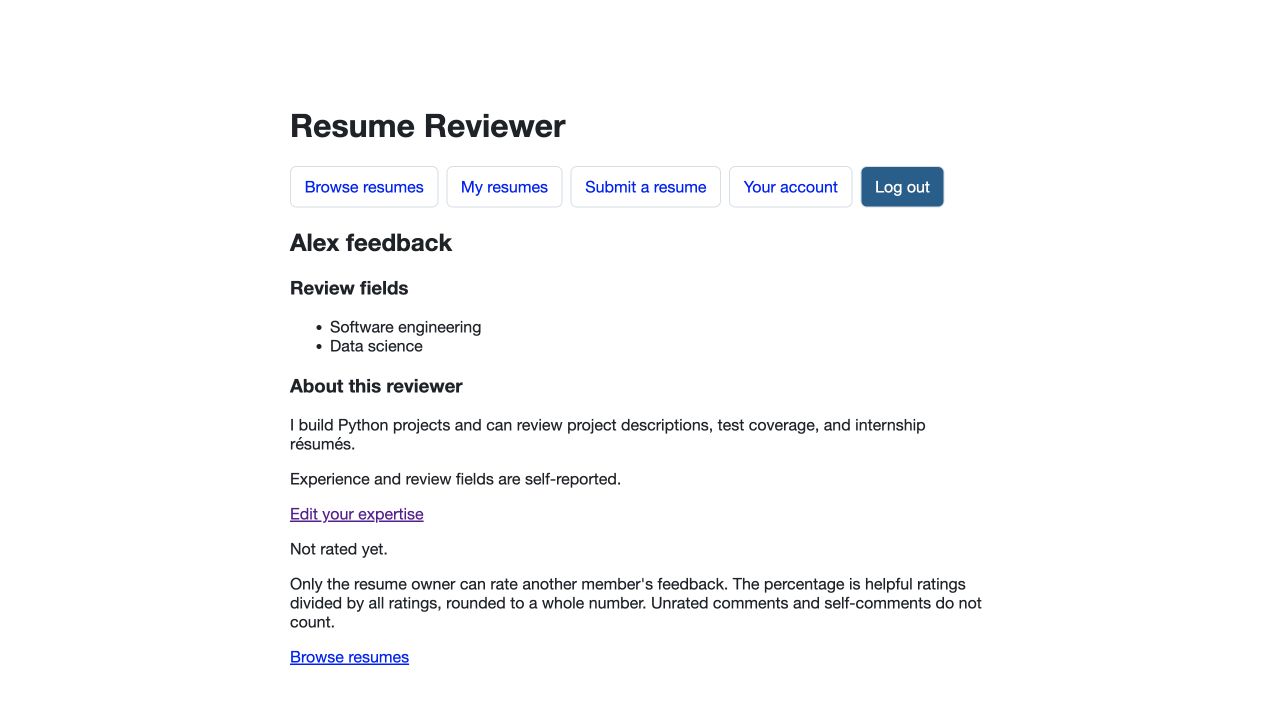 Resume Reviewer
Browse resumes
My resumes
Submit a resume
Your account
Log out
Alex feedback
Review fields
Software engineering
Data science
About this reviewer
I build Python projects and can review project descriptions, test coverage, and internship
résumés.
Experience and review fields are self-reported.
Edit your expertise
Not rated yet.
Only the resume owner can rate another member's feedback. The percentage is helpful ratings
divided by all ratings, rounded to a whole number. Unrated comments and self-comments do not
count.
Browse resumes